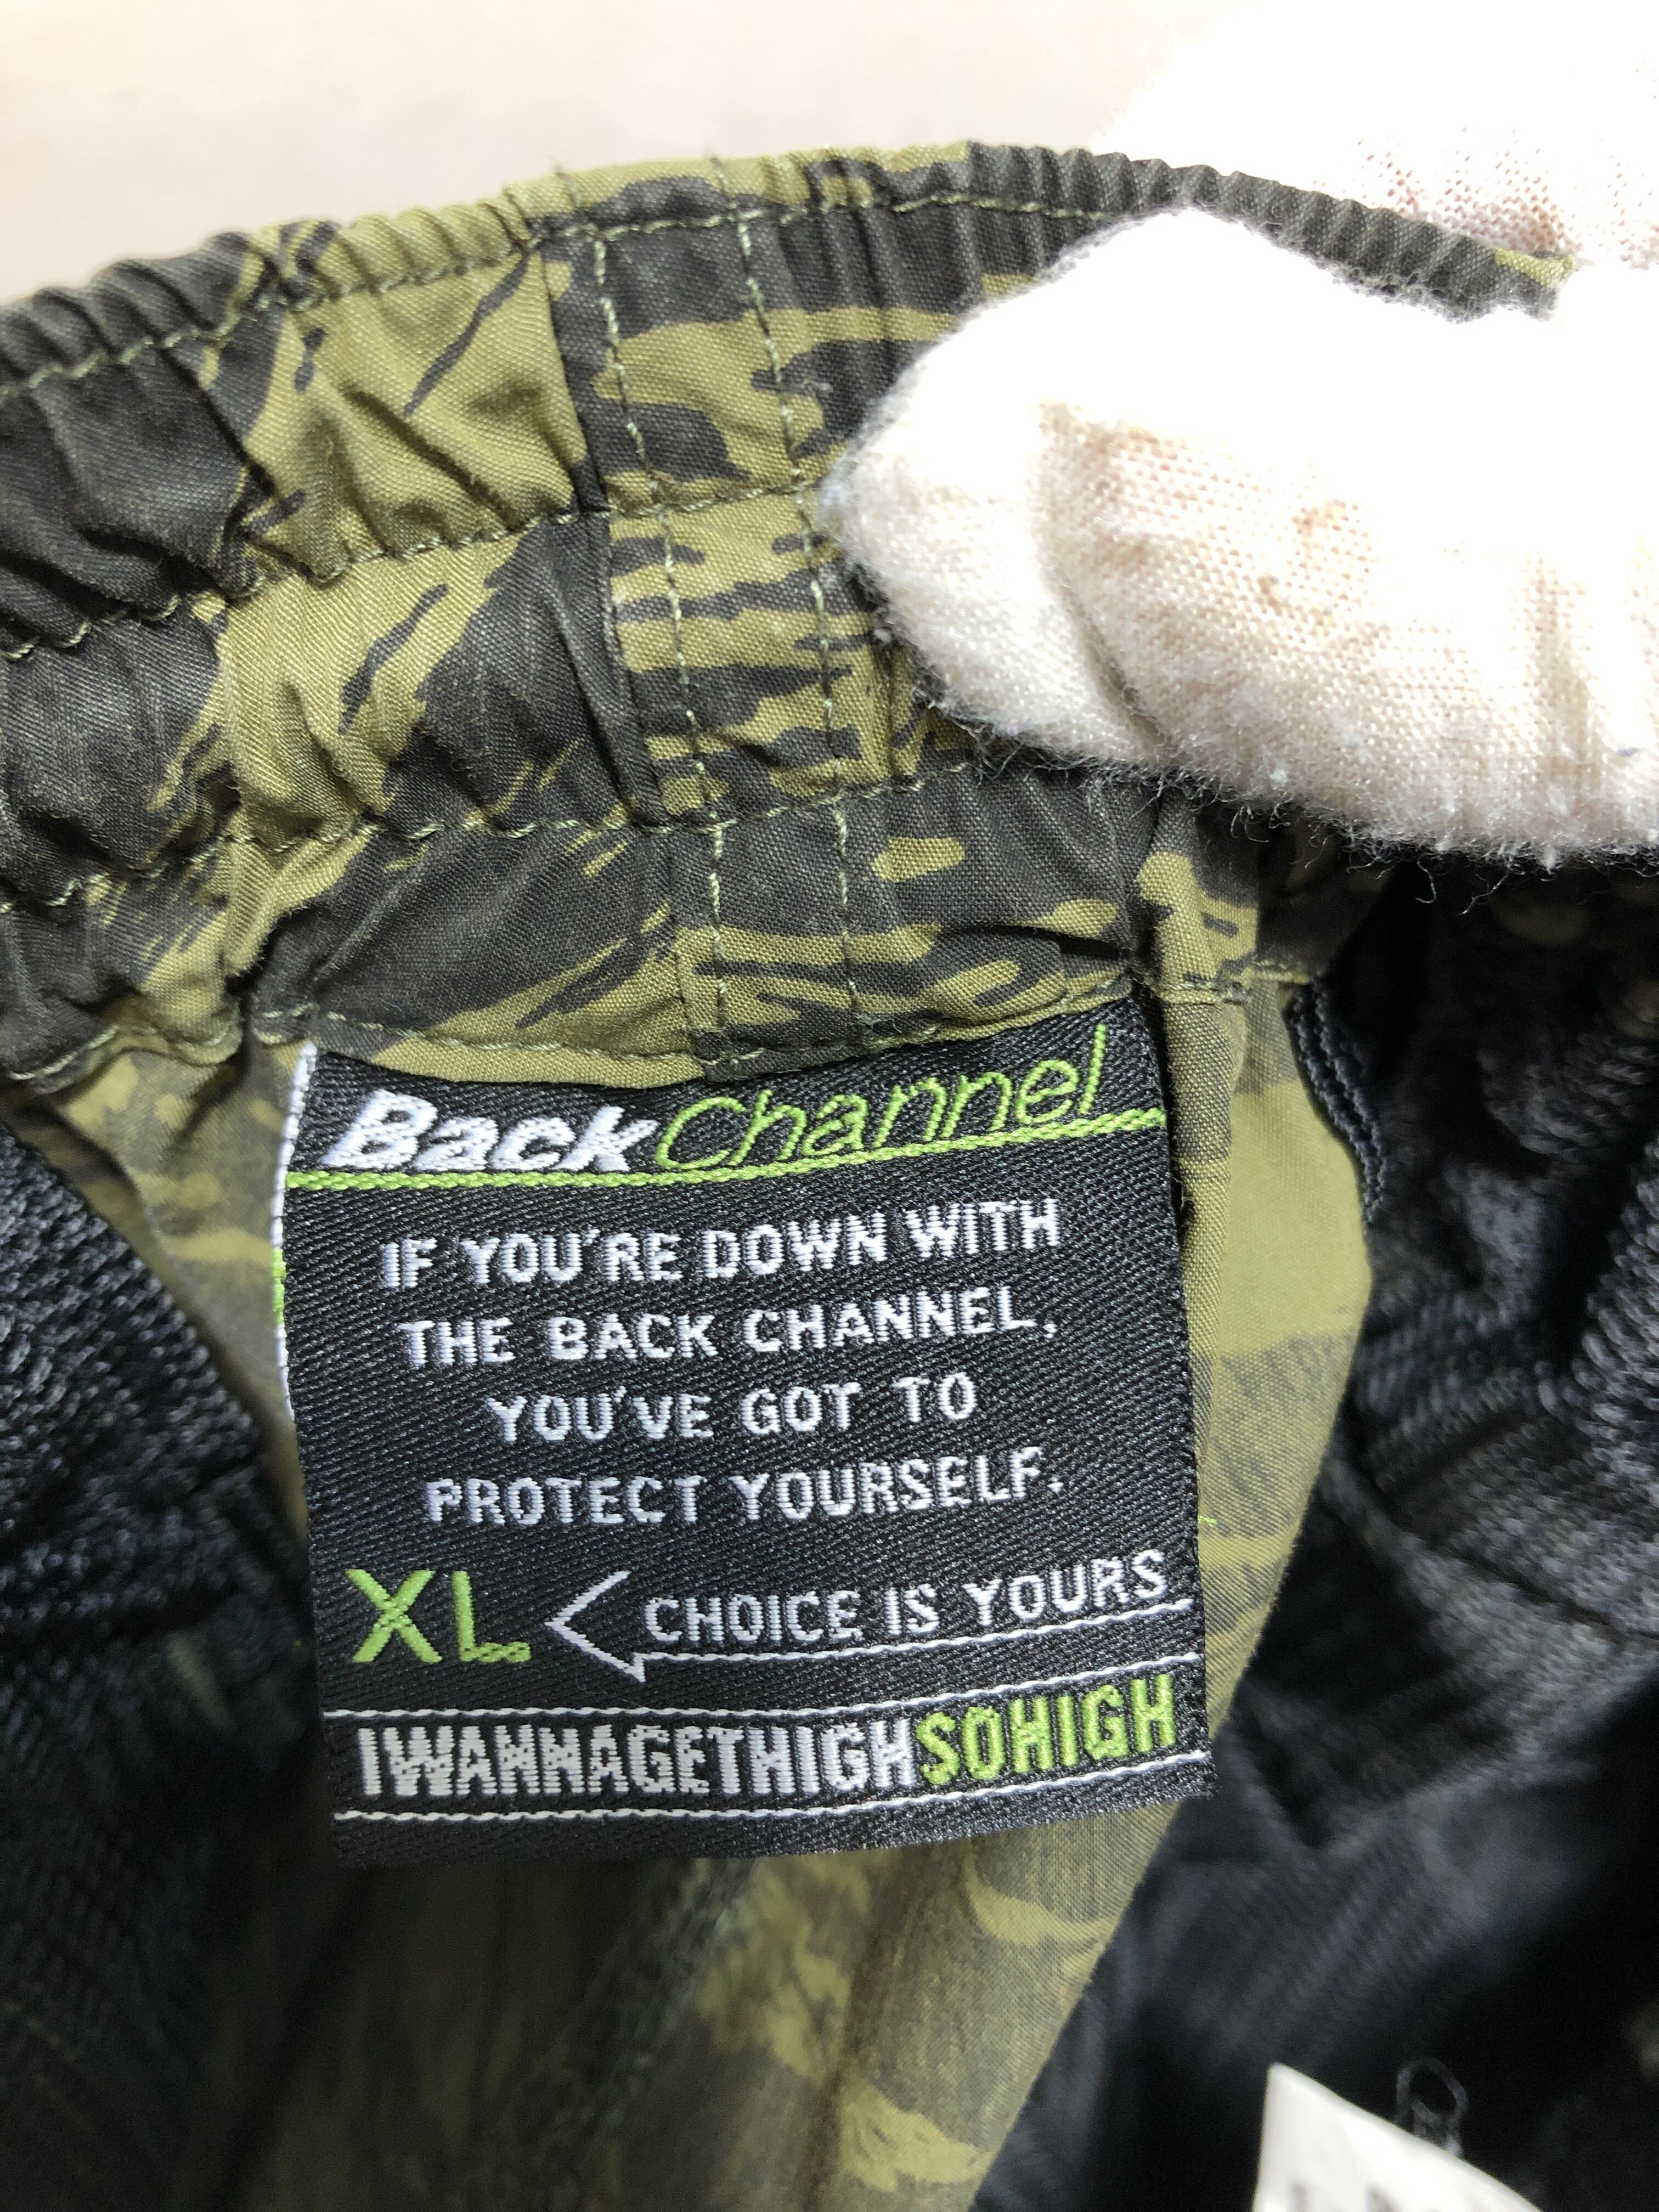 BackChannel
IF YOU'RE DOWN WITH
THE BACK CHANNEL,
YOU'VE GOT TO
PROTECT YOURSELF.
XL CHOICE IS YOURS
IWANNAGETHIGHSOHIGH